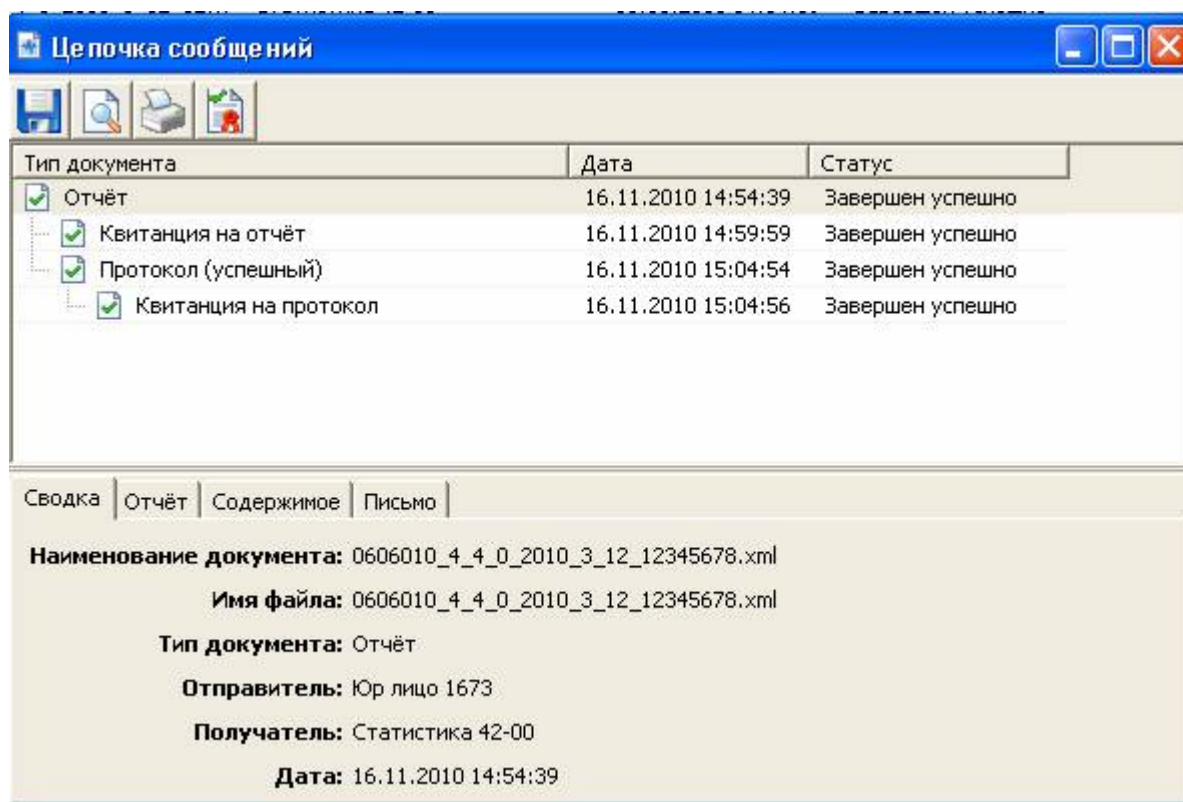 Цепочка сообщений
Тип документа Дата Статус
Отчёт 16.11.2010 14:54:39 Завершен успешно
Квитанция на отчёт 16.11.2010 14:59:59 Завершен успешно
Протокол (успешный) 16.11.2010 15:04:54 Завершен успешно
Квитанция на протокол 16.11.2010 15:04:56 Завершен успешно
Сводка Отчёт Содержимое Письмо
Наименование документа: 0606010_4_4_0_2010_3_12_12345678.xml
Имя файла: 0606010_4_4_0_2010_3_12_12345678.xml
Тип документа: Отчёт
Отправитель: Юр лицо 1673
Получатель: Статистика 42-00
Дата: 16.11.2010 14:54:39